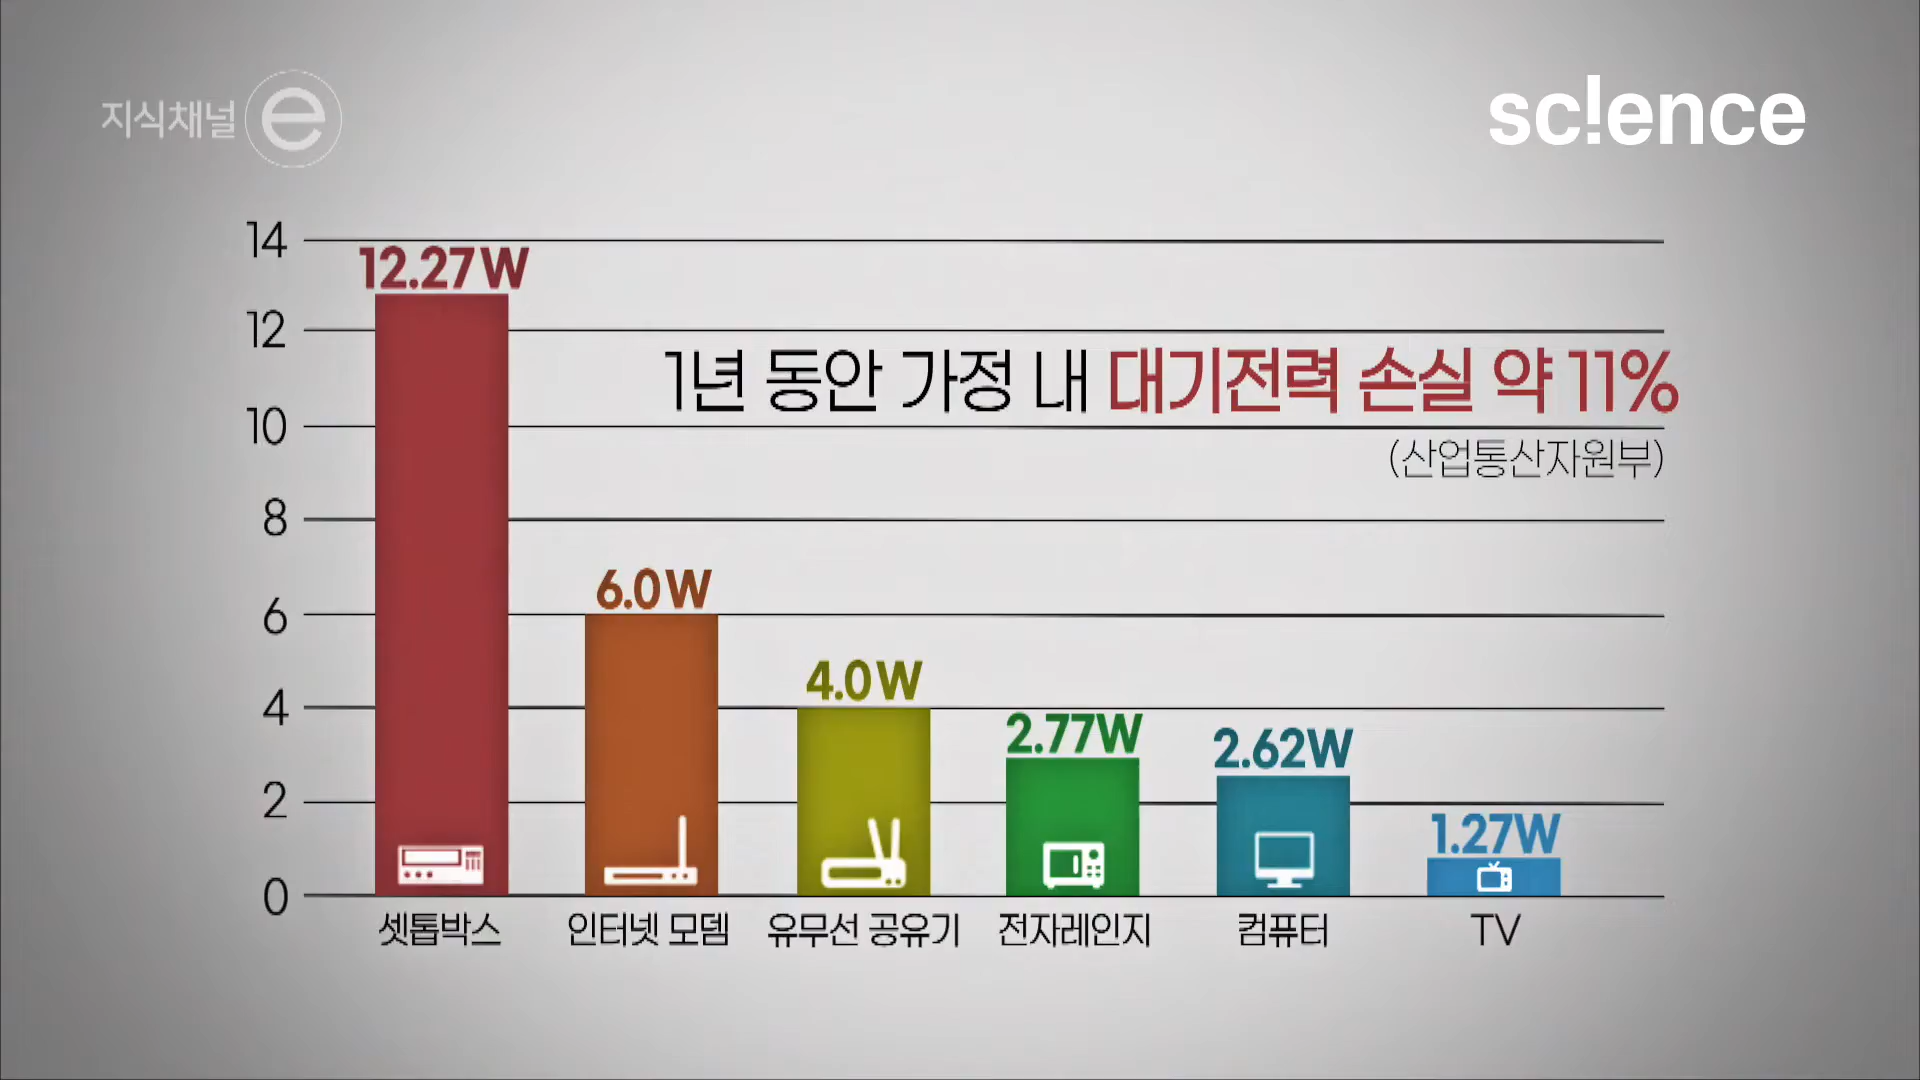 지식채널 e
sc!ence
14
12.27W
12
1년 동안 가정 내 대기전력 손실 약 11%
10
(산업통산자원부)
8
6.0W
6
4.0W
4
2.77W
2.62W
2
1.27W
0
셋톱박스 인터넷 모뎀 유무선 공유기 전자레인지 컴퓨터 TV